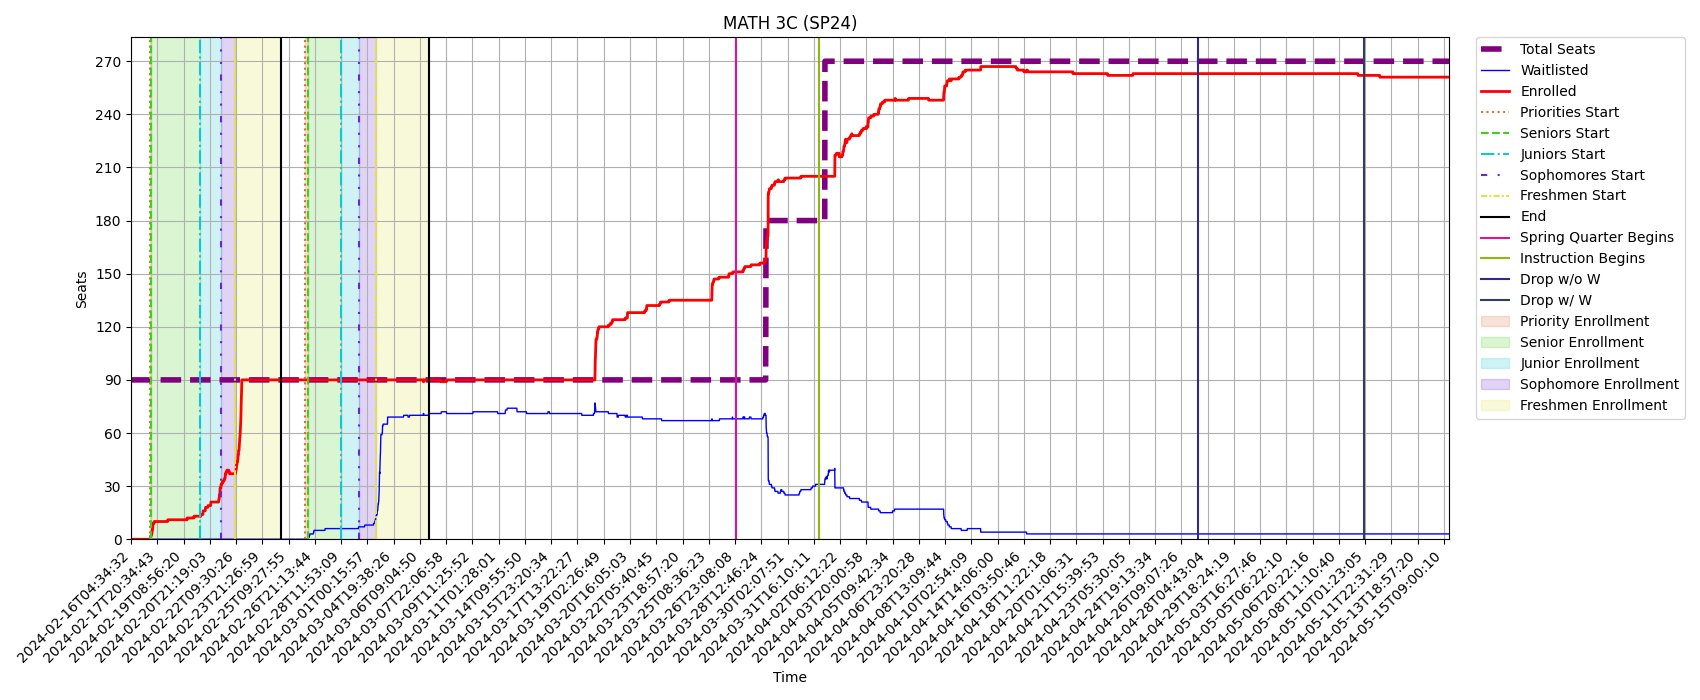 MATH 3C (SP24)
Seats
270
240
210
180
150
120
90
60
30
0
2024-02-16T04:34:32
2024-02-17T20:34:43
2024-02-19T08:56:20
2024-02-20T21:19:03
2024-02-22T09:30:26
2024-02-23T21:26:59
2024-02-25T09:27:55
2024-02-26T21:13:44
2024-02-28T11:53:09
2024-03-01T00:15:57
2024-03-04T19:38:26
2024-03-06T09:04:50
2024-03-07T22:06:58
2024-03-09T11:25:52
2024-03-11T01:28:01
2024-03-14T09:55:50
2024-03-15T23:20:34
2024-03-17T13:22:27
2024-03-19T02:26:49
2024-03-20T16:05:03
2024-03-22T05:40:45
2024-03-23T18:57:20
2024-03-25T08:36:23
2024-03-26T23:08:08
2024-03-28T12:46:24
2024-03-30T02:07:51
2024-03-31T16:10:11
2024-04-02T06:12:22
2024-04-03T20:00:58
2024-04-05T09:42:34
2024-04-06T23:20:28
2024-04-08T13:09:44
2024-04-10T02:54:09
2024-04-14T14:06:00
2024-04-16T03:50:46
2024-04-18T11:22:18
2024-04-20T01:06:31
2024-04-21T15:39:53
2024-04-23T05:30:05
2024-04-24T19:13:34
2024-04-26T09:07:26
2024-04-28T04:43:04
2024-04-29T18:24:19
2024-05-03T16:27:46
2024-05-05T06:22:10
2024-05-06T20:22:16
2024-05-08T11:10:40
2024-05-10T01:23:05
2024-05-11T22:31:29
2024-05-13T18:57:20
2024-05-15T09:00:10
Time
Total Seats
Waitlisted
Enrolled
Priorities Start
Seniors Start
Juniors Start
Sophomores Start
Freshmen Start
End
Spring Quarter Begins
Instruction Begins
Drop w/o W
Drop w/ W
Priority Enrollment
Senior Enrollment
Junior Enrollment
Sophomore Enrollment
Freshmen Enrollment